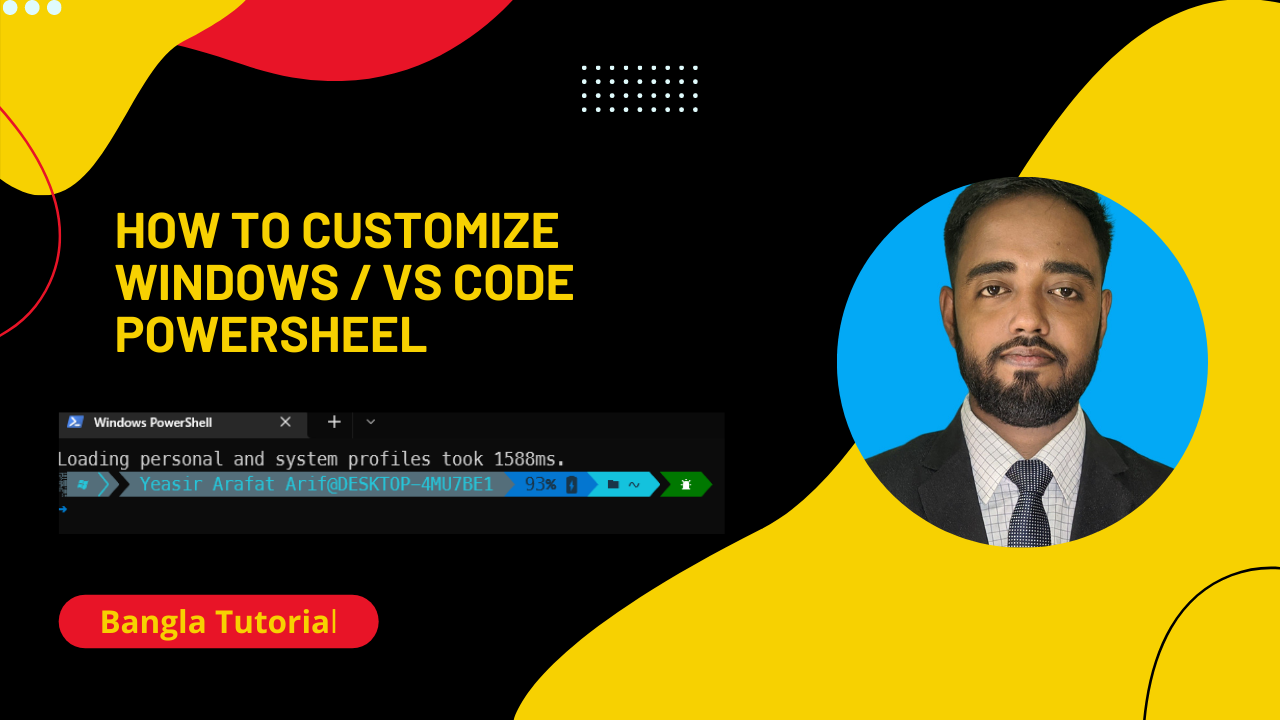 HOW TO CUSTOMIZE
WINDOWS / VS CODE
POWERSHEEL
Windows PowerShell
Loading personal and system profiles took 1588ms.
Yeasir Arafat Arif@DESKTOP-4MU7BE1 93% ~
Bangla Tutorial